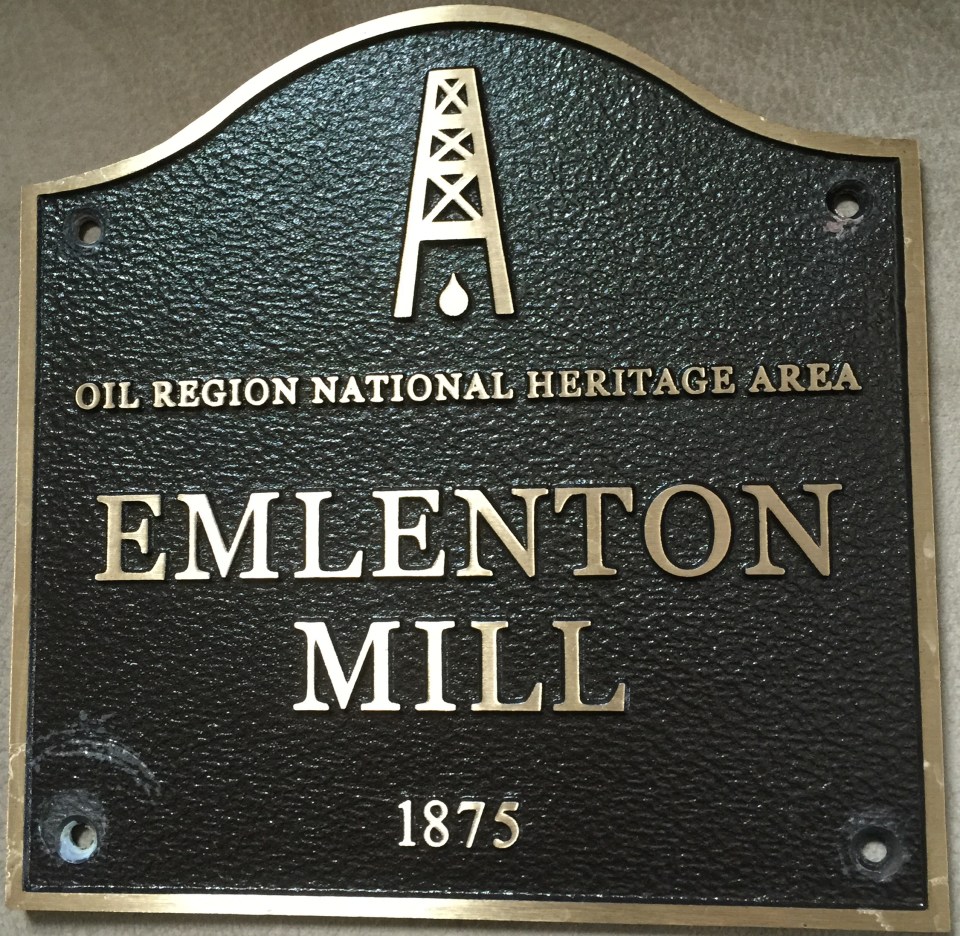 OIL REGION NATIONAL HERITAGE AREA
EMLENTON
MILL
1875